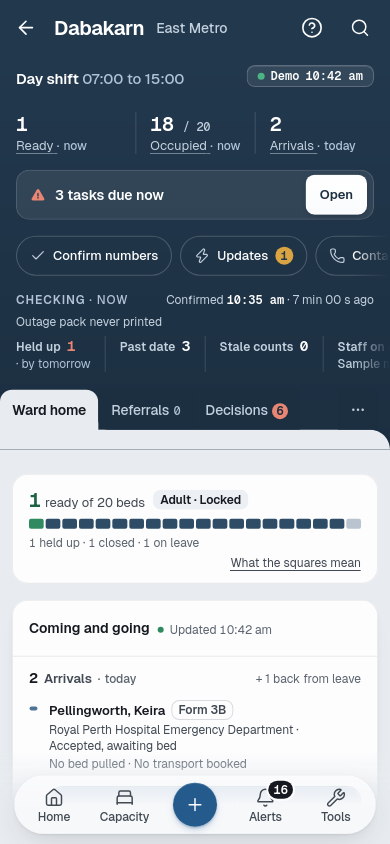 Dabakarn East Metro
Day shift 07:00 to 15:00
Demo 10:42 am
1 18 / 20 2
Ready · now Occupied · now Arrivals · today
3 tasks due now Open
Confirm numbers Updates 1 Conta
CHECKING · NOW Confirmed 10:35 am · 7 min 00 s ago
Outage pack never printed
Held up 1 Past date 3 Stale counts 0 Staff on
· by tomorrow Sample r
Ward home Referrals 0 Decisions 6 ···
1 ready of 20 beds Adult · Locked
1 held up · 1 closed · 1 on leave
What the squares mean
Coming and going Updated 10:42 am
2 Arrivals · today +1 back from leave
Pellingworth, Keira Form 3B
Royal Perth Hospital Emergency Department ·
Accepted, awaiting bed
No bed pulled · No transport booked
16
Home Capacity Alerts Tools